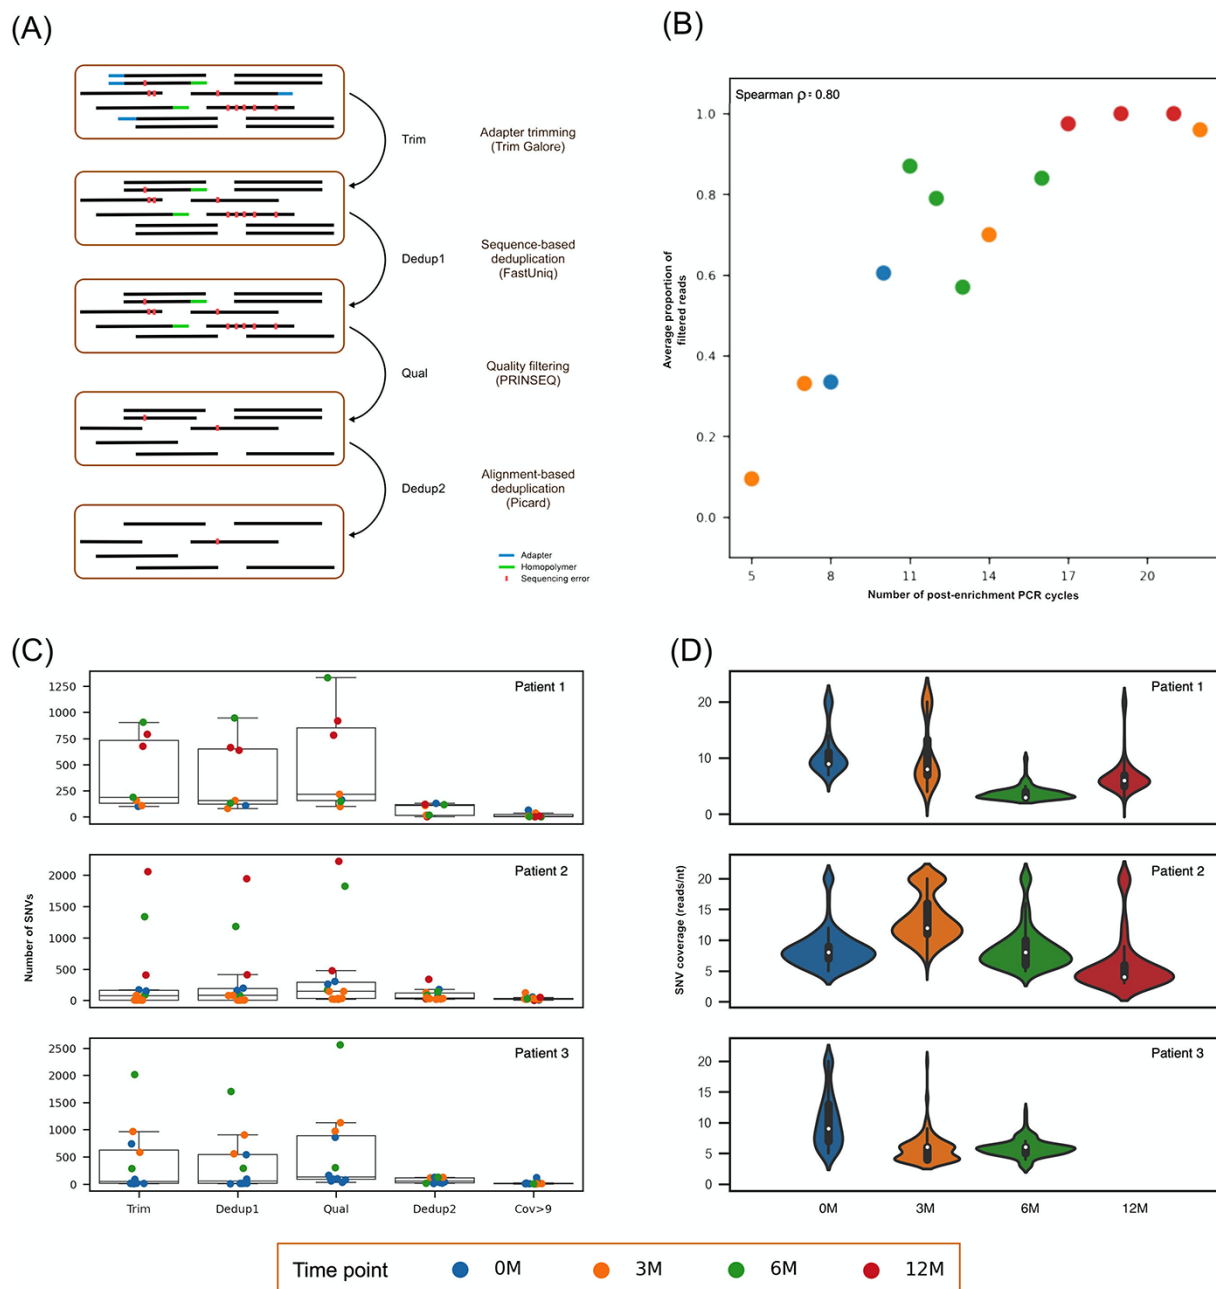 (A)
Trim
Adapter trimming
(Trim Galore)
Dedup1
Sequence-based
deduplication
(FastUniq)
Qual
Quality filtering
(PRINSEQ)
Dedup2
Alignment-based
deduplication
(Picard)
Adapter
Homopolymer
Sequencing error
(B)
Spearman ρ= 0.80
1.0
0.8
0.6
0.4
0.2
0.0
Average proportion of
filtered reads
5 8 11 14 17 20
Number of post-enrichment PCR cycles
(C)
Patient 1
1250
1000
750
500
250
0
Number of SNVs
Patient 2
2000
1500
1000
500
0
Patient 3
2500
2000
1500
1000
500
0
Trim Dedup1 Qual Dedup2 Cov>9
(D)
Patient 1
20
10
0
SNV coverage (reads/nt)
Patient 2
20
15
10
5
0
Patient 3
20
15
10
5
0
0M 3M 6M 12M
Time point 0M 3M 6M 12M